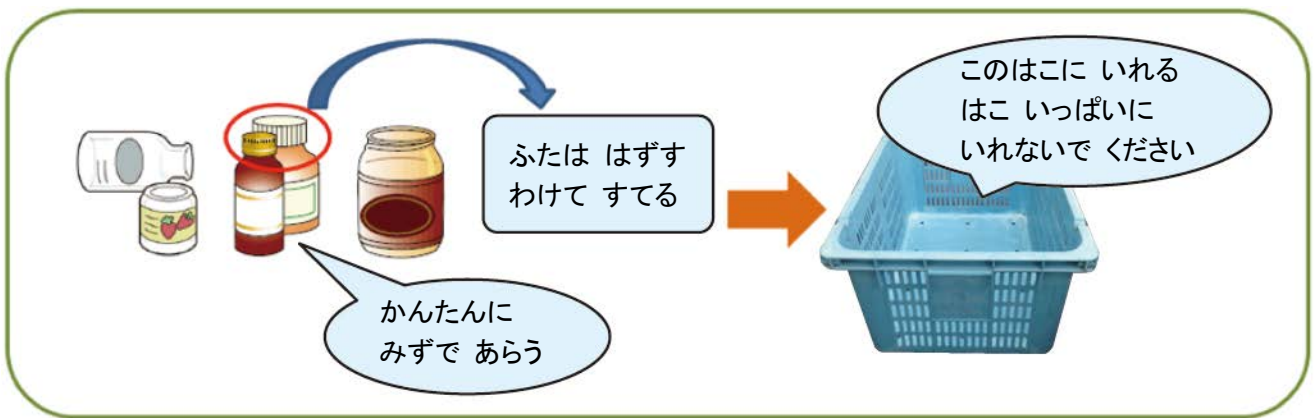 ふたは はずす
わけて すてる
かんたんに
みずで あらう
このはこに いれる
はこ いっぱいに
いれないで ください